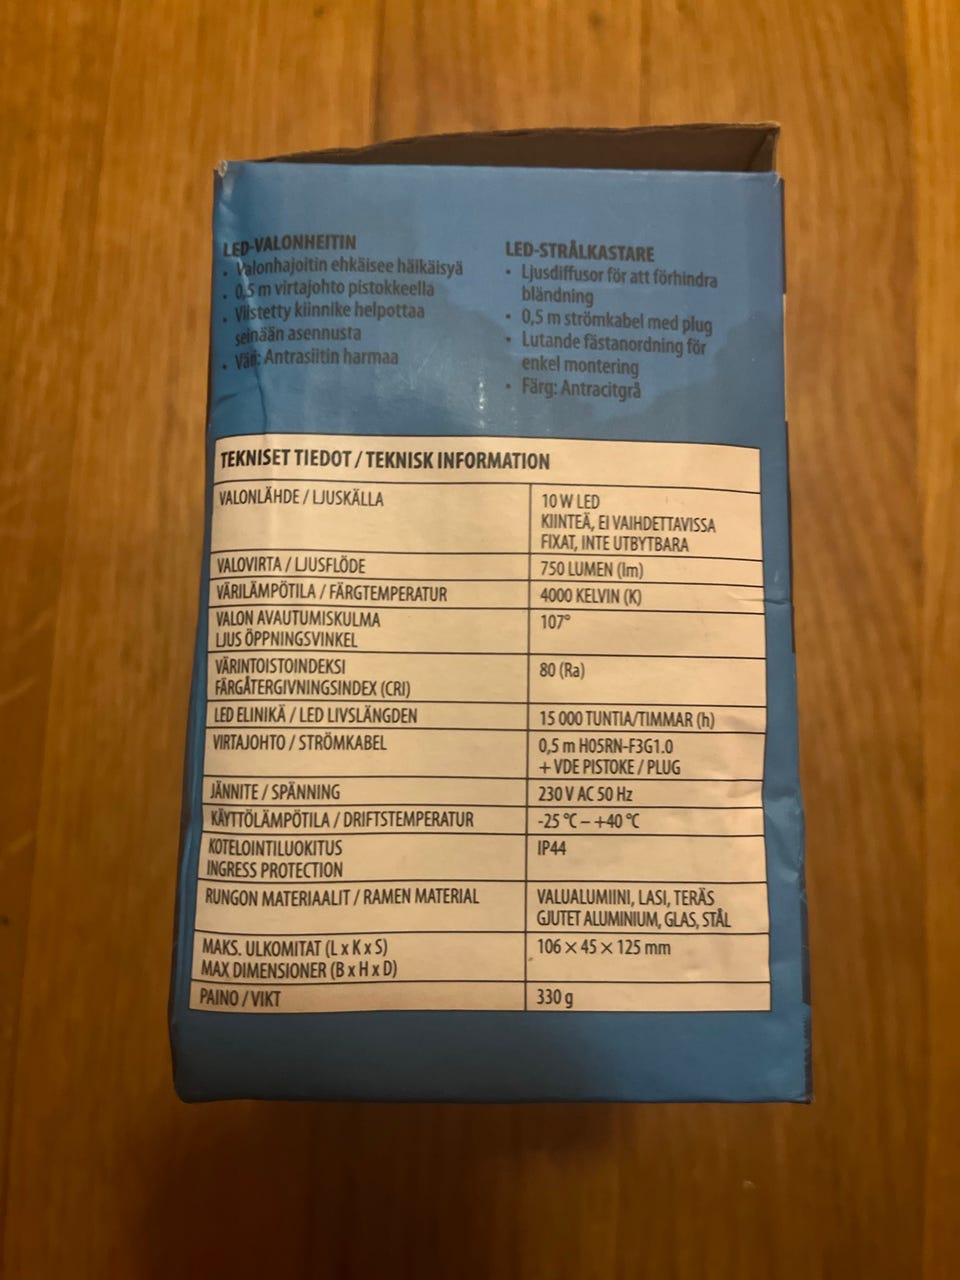 LED-VALONHEITIN
• Valonhajoitin ehkäisee häikäisyä
• 0,5 m virtajohto pistokkeella
• Viistetty kiinnike helpottaa
seinään asennusta
• Väri: Antrasiitin harmaa
LED-STRÅLKASTARE
• Ljusdiffusor för att förhindra
bländning
• 0,5 m strömkabel med plug
• Lutande fästanordning för
enkel montering
• Färg: Antracitgrå
TEKNISET TIEDOT / TEKNISK INFORMATION
VALONLÄHDE / LJUSKÄLLA
10 W LED
KIINTEÄ, EI VAIHDETTAVISSA
FIXAT, INTE UTBYTBARA
VALOVIRTA / LJUSFLÖDE
750 LUMEN (lm)
VÄRILÄMPÖTILA / FÄRGTEMPERATUR
4000 KELVIN (K)
VALON AVAUTUMISKULMA
LJUS ÖPPNINGSVINKEL
107°
VÄRINTOISTOINDEKSI
FÄRGÅTERGIVNINGSINDEX (CRI)
80 (Ra)
LED ELINIKÄ / LED LIVSLÄNGDEN
15 000 TUNTIA/TIMMAR (h)
VIRTAJOHTO / STRÖMKABEL
0,5 m H05RN-F3G1.0
+ VDE PISTOKE / PLUG
JÄNNITE / SPÄNNING
230 V AC 50 Hz
KÄYTTÖLÄMPÖTILA / DRIFTSTEMPERATUR
-25 °C – +40 °C
KOTELOINTILUOKITUS
INGRESS PROTECTION
IP44
RUNGON MATERIAALIT / RAMEN MATERIAL
VALUALUMIINI, LASI, TERÄS
GJUTET ALUMINIUM, GLAS, STÅL
MAKS. ULKOMITAT (L x K x S)
MAX DIMENSIONER (B x H x D)
106 × 45 × 125 mm
PAINO / VIKT
330 g